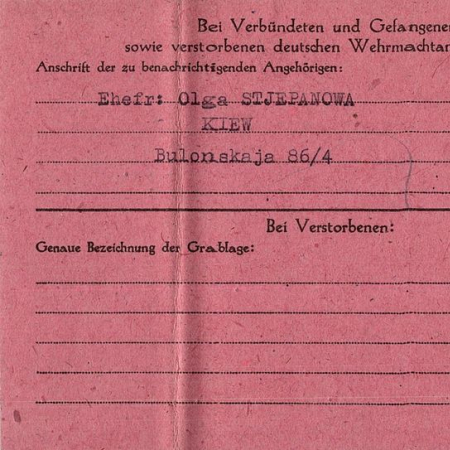 Bei Verbündeten und Gefangenen
sowie verstorbenen deutschen Wehrmachtan
Anschrift der zu benachrichtigenden Angehörigen:
Ehefr: Olga STJEPANOWA
KIEW
Bulonskaja 86/4
Bei Verstorbenen:
Genaue Bezeichnung der Grablage: